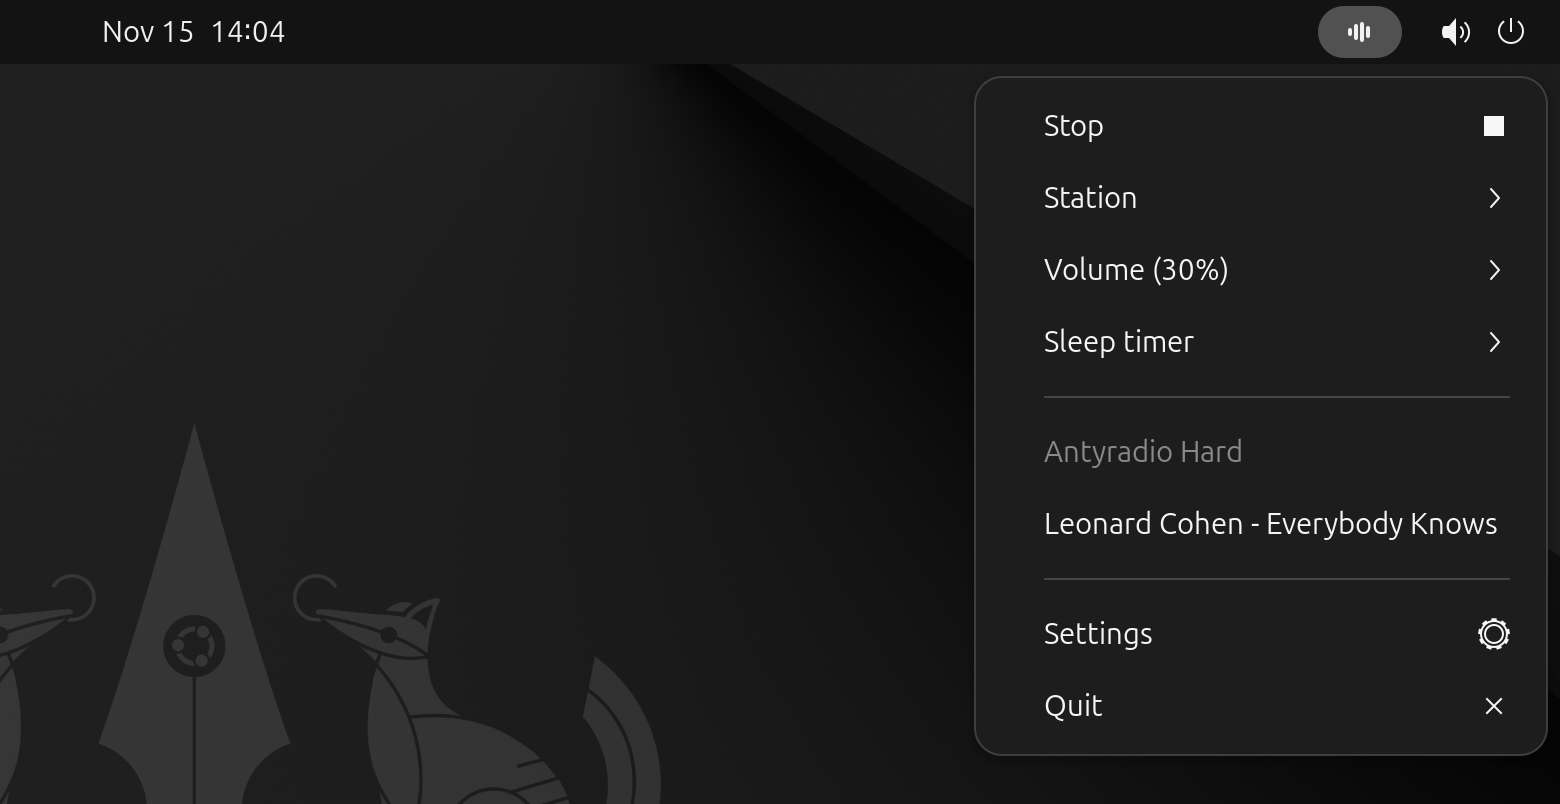 Nov 15 14:04
Stop
Station
Volume (30%)
Sleep timer
Antyradio Hard
Leonard Cohen - Everybody Knows
Settings
Quit